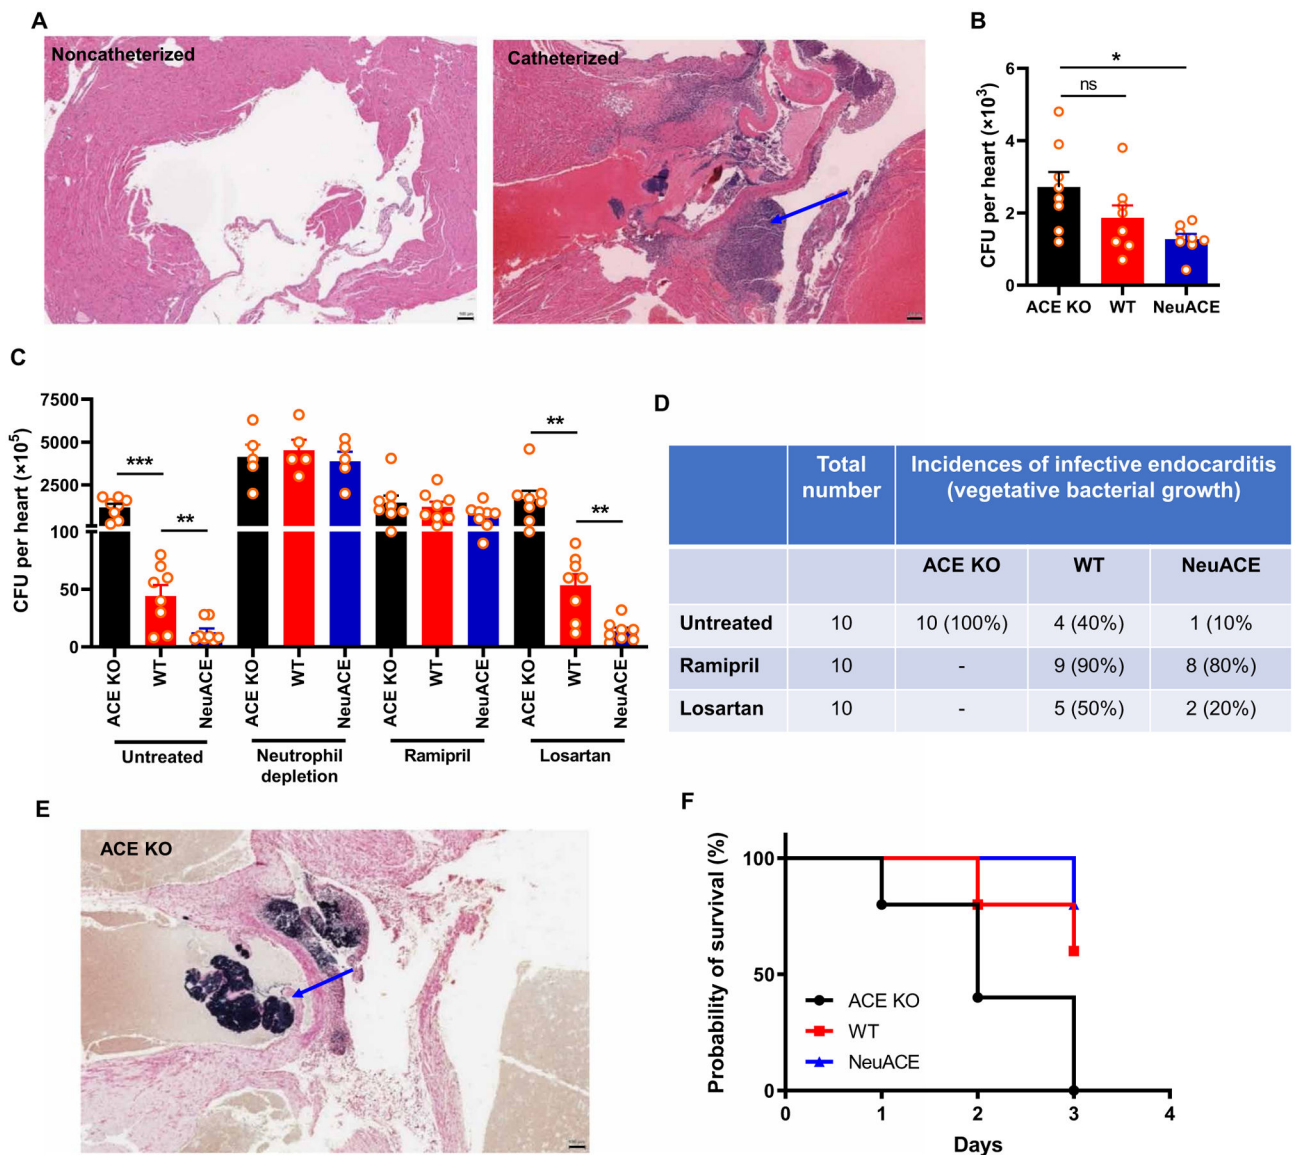 A
Noncatheterized
Catheterized
B
*
ns
CFU per heart (×10³)
6
4
2
0
ACE KO WT NeuACE
C
CFU per heart (×10⁵)
7500
5000
2500
100
50
0
***
**
**
**
ACE KO WT NeuACE ACE KO WT NeuACE ACE KO WT NeuACE ACE KO WT NeuACE
Untreated Neutrophil depletion Ramipril Losartan
D
Total number Incidences of infective endocarditis (vegetative bacterial growth)
ACE KO WT NeuACE
Untreated 10 10 (100%) 4 (40%) 1 (10%
Ramipril 10 - 9 (90%) 8 (80%)
Losartan 10 - 5 (50%) 2 (20%)
E
ACE KO
F
Probability of survival (%)
100
50
0
ACE KO
WT
NeuACE
0 1 2 3 4
Days